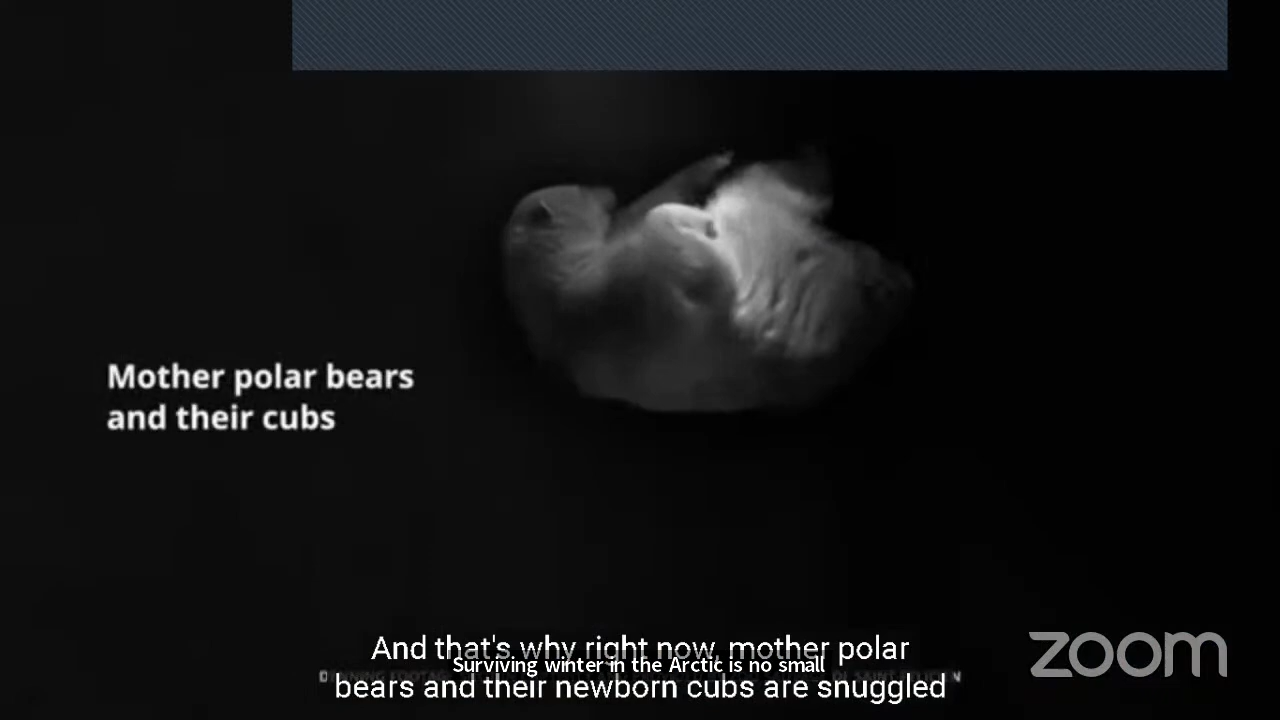 Mother polar bears
and their cubs
And that's why right now, mother polar
Surviving winter in the Arctic is no small
bears and their newborn cubs are snuggled
zoom